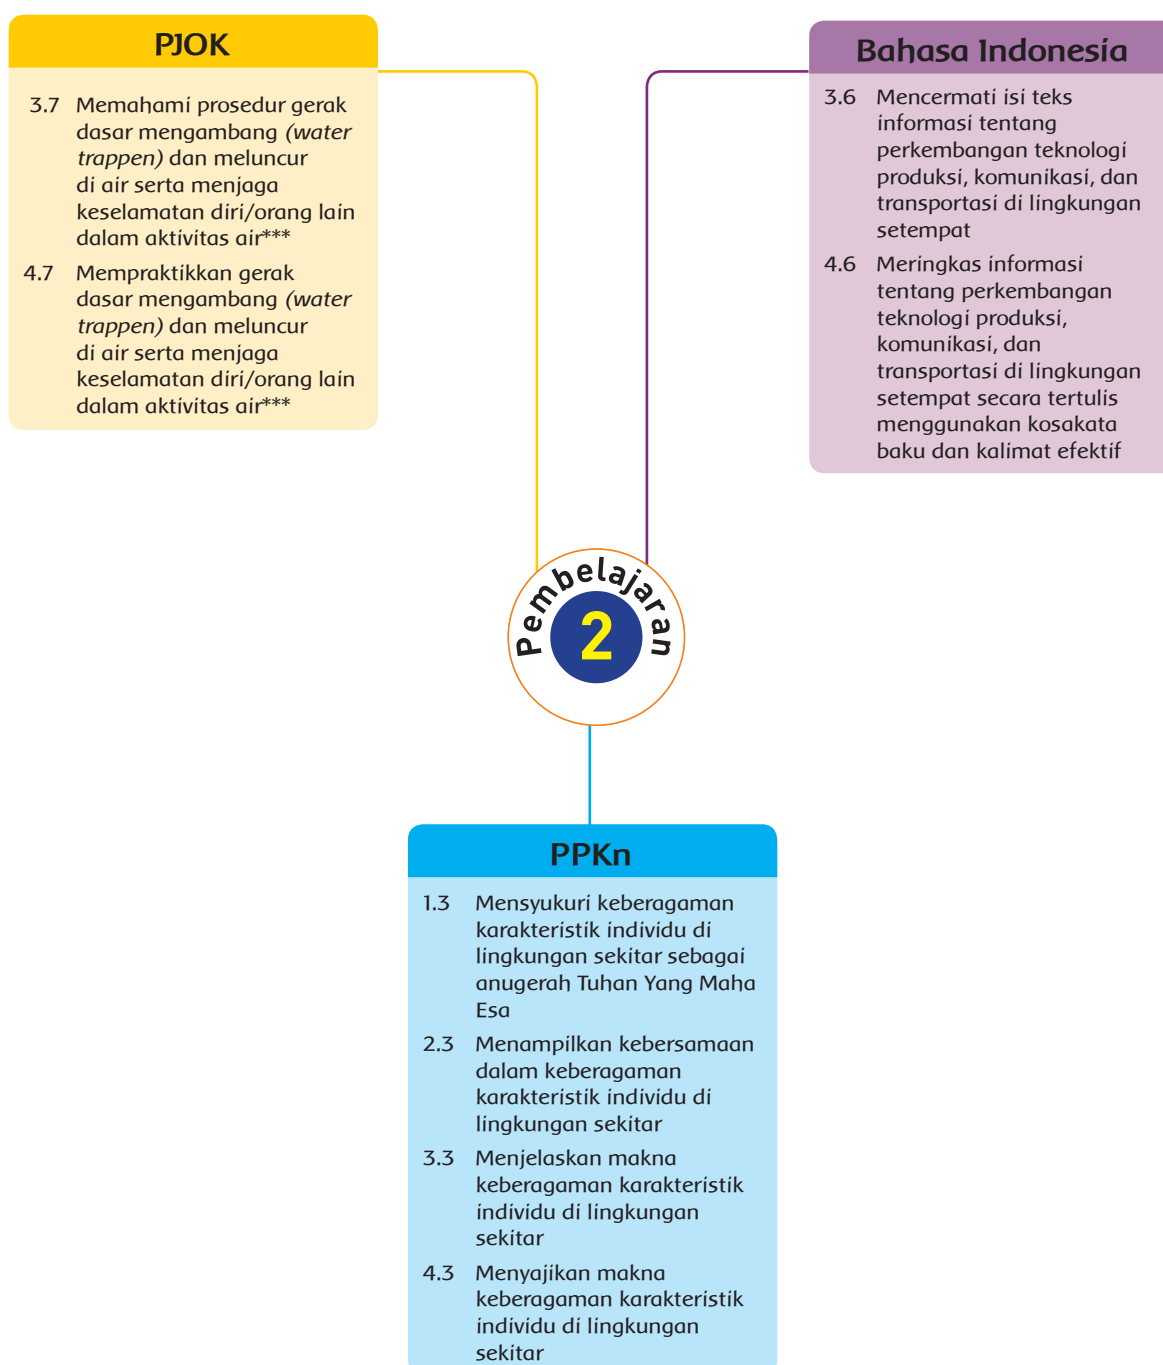 PJOK
3.7 Memahami prosedur gerak
dasar mengambang (water
trappen) dan meluncur
di air serta menjaga
keselamatan diri/orang lain
dalam aktivitas air***
4.7 Mempraktikkan gerak
dasar mengambang (water
trappen) dan meluncur
di air serta menjaga
keselamatan diri/orang lain
dalam aktivitas air***
Bahasa Indonesia
3.6 Mencermati isi teks
informasi tentang
perkembangan teknologi
produksi, komunikasi, dan
transportasi di lingkungan
setempat
4.6 Meringkas informasi
tentang perkembangan
teknologi produksi,
komunikasi, dan
transportasi di lingkungan
setempat secara tertulis
menggunakan kosakata
baku dan kalimat efektif
Pembelajaran
2
PPKn
1.3 Mensyukuri keberagaman
karakteristik individu di
lingkungan sekitar sebagai
anugerah Tuhan Yang Maha
Esa
2.3 Menampilkan kebersamaan
dalam keberagaman
karakteristik individu di
lingkungan sekitar
3.3 Menjelaskan makna
keberagaman karakteristik
individu di lingkungan
sekitar
4.3 Menyajikan makna
keberagaman karakteristik
individu di lingkungan
sekitar